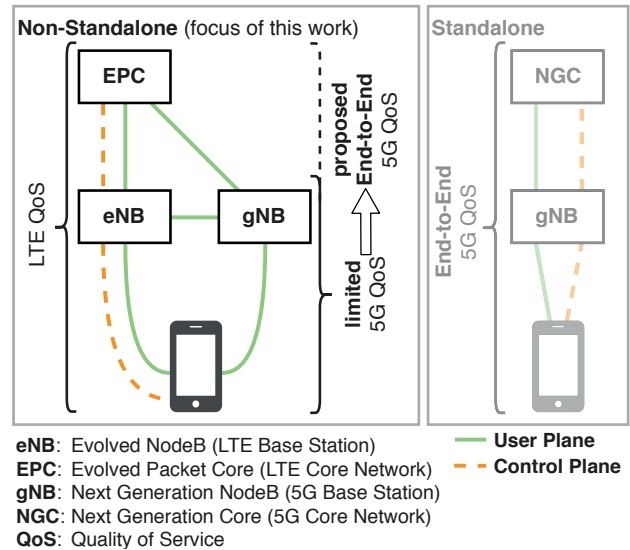 Non-Standalone (focus of this work)
EPC
eNB
gNB
LTE QoS
proposed
End-to-End
5G QoS
limited
5G QoS
Standalone
NGC
gNB
End-to-End
5G QoS
eNB: Evolved NodeB (LTE Base Station)
EPC: Evolved Packet Core (LTE Core Network)
gNB: Next Generation NodeB (5G Base Station)
NGC: Next Generation Core (5G Core Network)
QoS: Quality of Service
User Plane
Control Plane